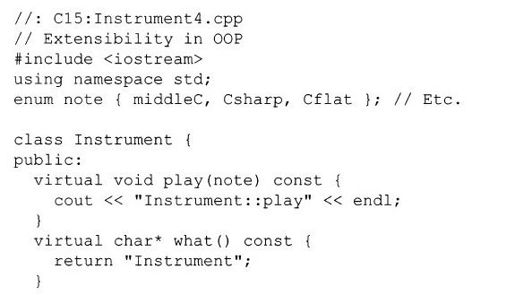 //: C15:Instrument4.cpp
// Extensibility in OOP
#include <iostream>
using namespace std;
enum note { middleC, Csharp, Cflat }; // Etc.
class Instrument {
public:
  virtual void play(note) const {
    cout << "Instrument::play" << endl;
  }
  virtual char* what() const {
    return "Instrument";
  }